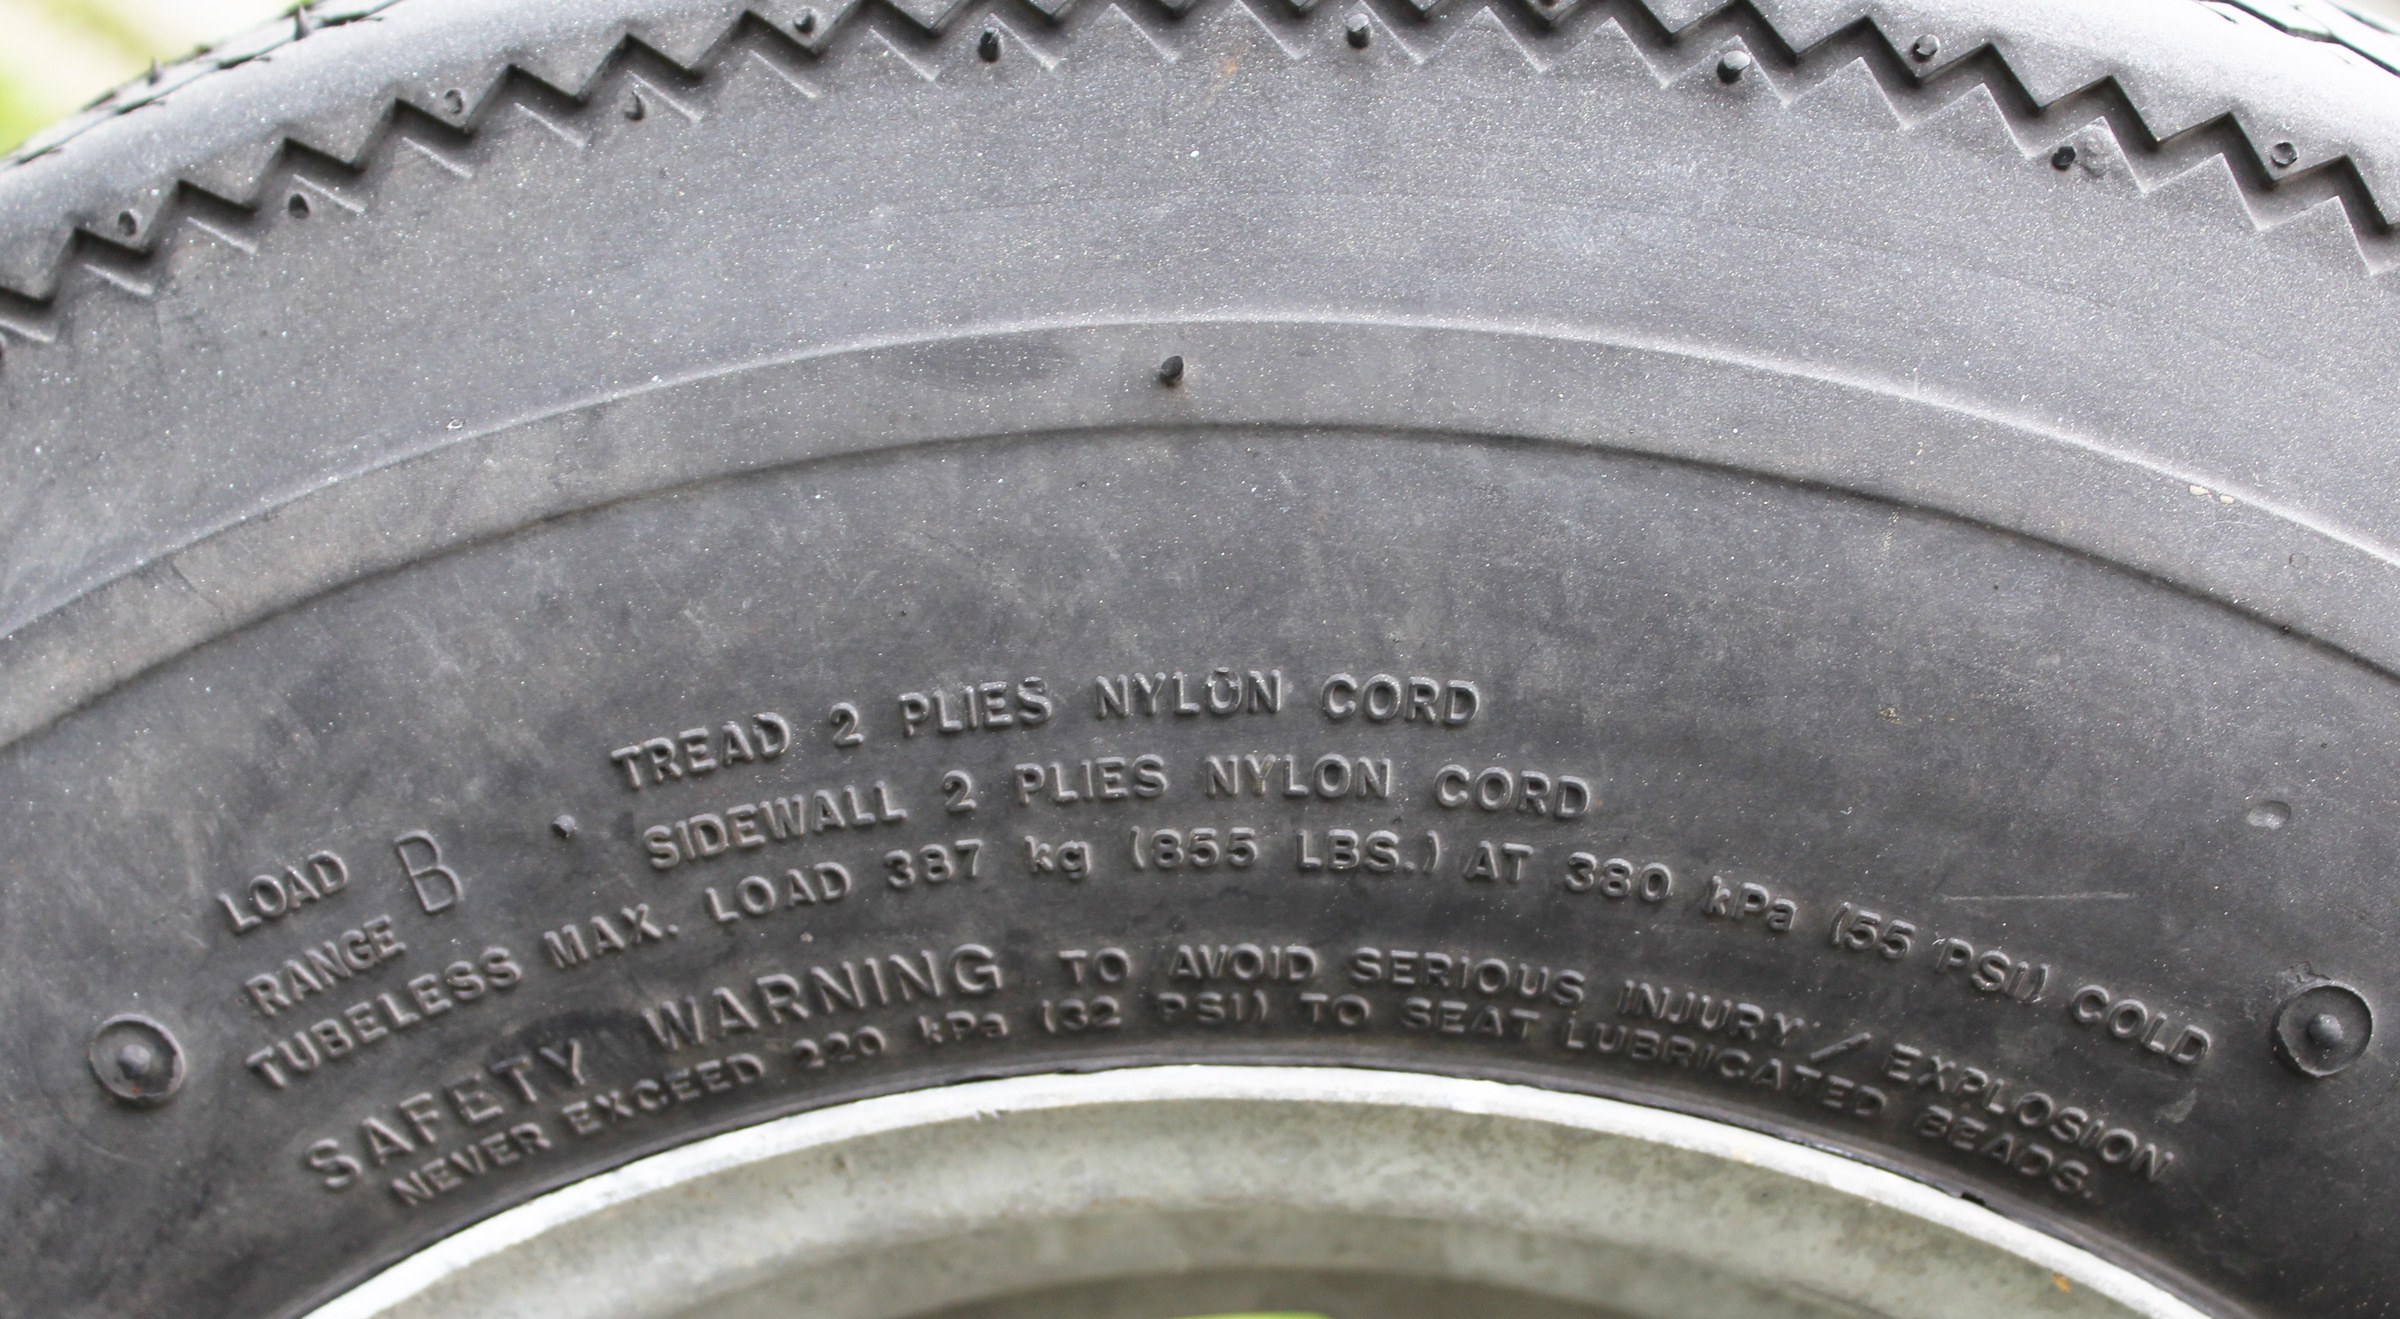 TREAD 2 PLIES NYLON CORD
SIDEWALL 2 PLIES NYLON CORD
LOAD
RANGE B
TUBELESS MAX. LOAD 387 kg (855 LBS.) AT 380 kPa (55 PSI) COLD
SAFETY WARNING TO AVOID SERIOUS INJURY / EXPLOSION
NEVER EXCEED 220 kPa (32 PSI) TO SEAT LUBRICATED BEADS.